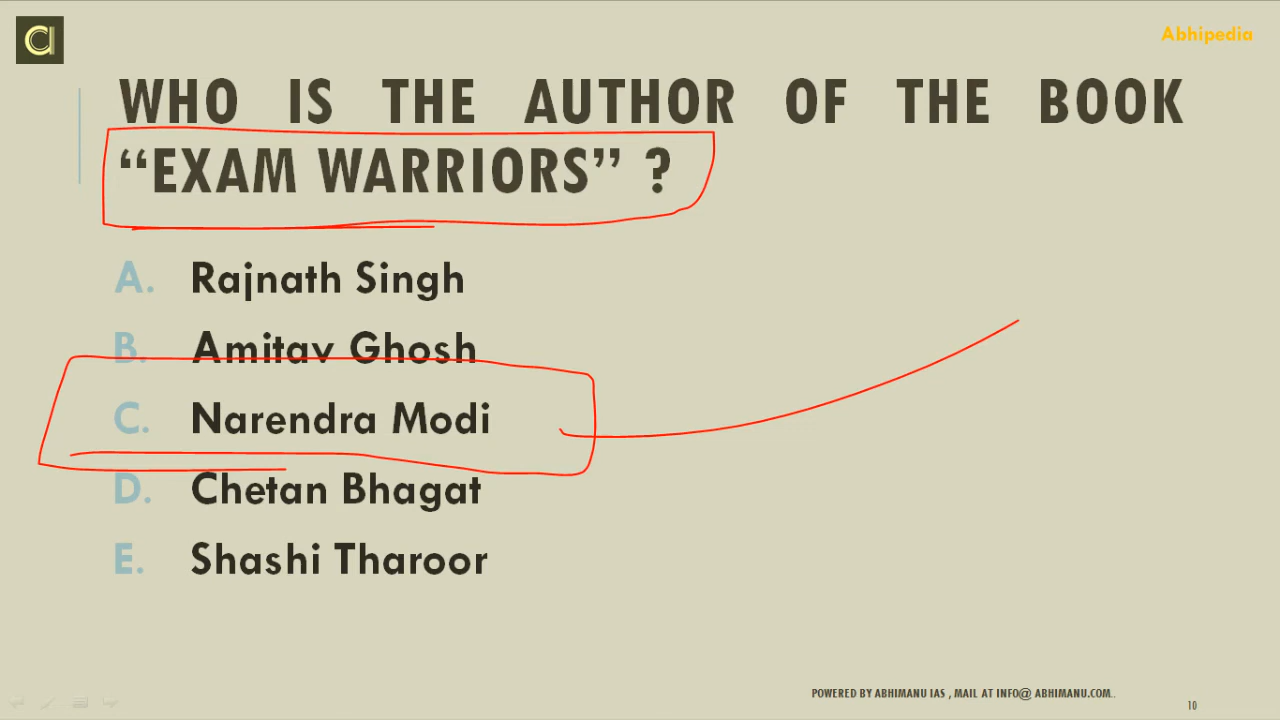 Abhipedia
WHO IS THE AUTHOR OF THE BOOK
“EXAM WARRIORS” ?
A. Rajnath Singh
B. Amitav Ghosh
C. Narendra Modi
D. Chetan Bhagat
E. Shashi Tharoor
POWERED BY ABHIMANU IAS , MAIL AT INFO@ ABHIMANU.COM..
10